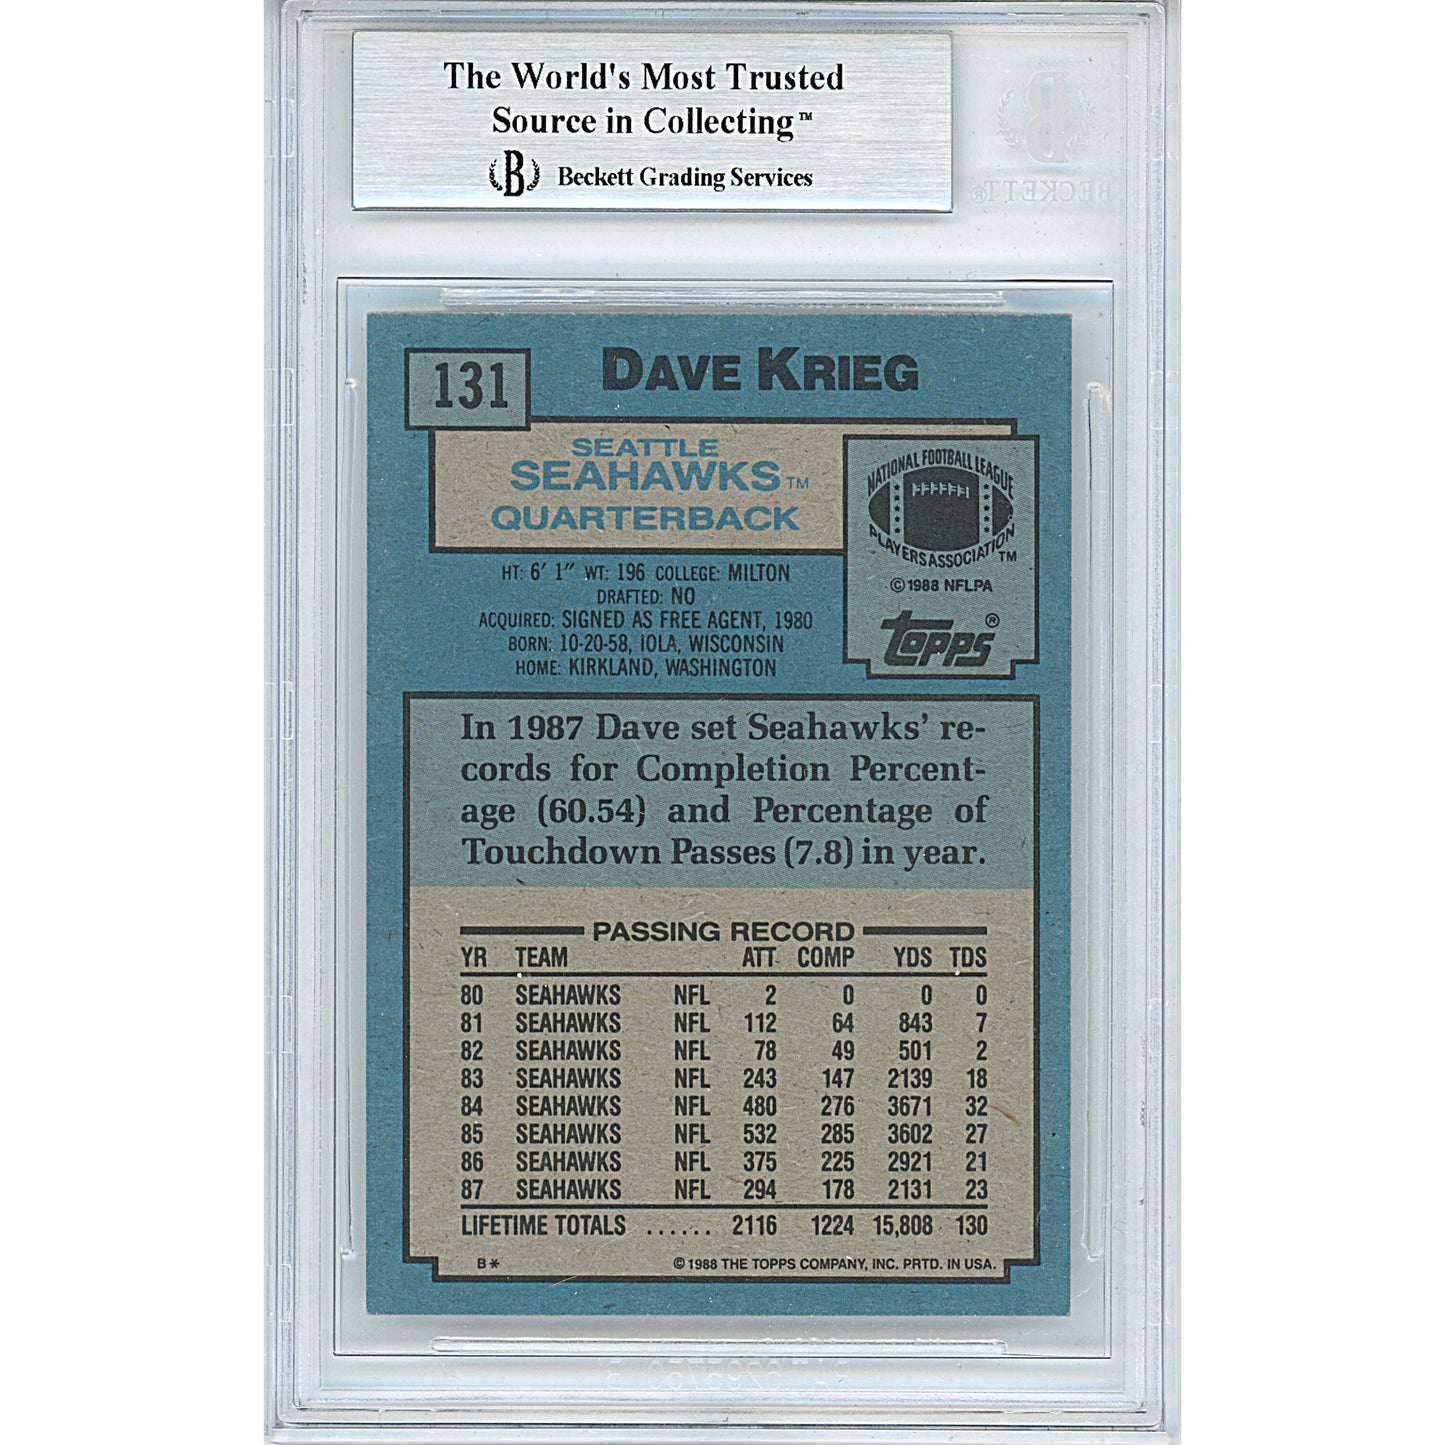 The World's Most Trusted
Source in Collecting™
B Beckett Grading Services
B
BECKETT®
131
DAVE KRIEG
SEATTLE
SEAHAWKS™
QUARTERBACK
NATIONAL FOOTBALL LEAGUE
PLAYERS ASSOCIATION™
©1988 NFLPA
topps®
HT: 6' 1" WT: 196 COLLEGE: MILTON
DRAFTED: NO
ACQUIRED: SIGNED AS FREE AGENT, 1980
BORN: 10-20-58, IOLA, WISCONSIN
HOME: KIRKLAND, WASHINGTON
In 1987 Dave set Seahawks' re-
cords for Completion Percent-
age (60.54) and Percentage of
Touchdown Passes (7.8) in year.
PASSING RECORD
YR TEAM ATT COMP YDS TDS
80 SEAHAWKS NFL 2 0 0 0
81 SEAHAWKS NFL 112 64 843 7
82 SEAHAWKS NFL 78 49 501 2
83 SEAHAWKS NFL 243 147 2139 18
84 SEAHAWKS NFL 480 276 3671 32
85 SEAHAWKS NFL 532 285 3602 27
86 SEAHAWKS NFL 375 225 2921 21
87 SEAHAWKS NFL 294 178 2131 23
LIFETIME TOTALS ...... 2116 1224 15,808 130
B* ©1988 THE TOPPS COMPANY, INC. PRTD. IN USA.